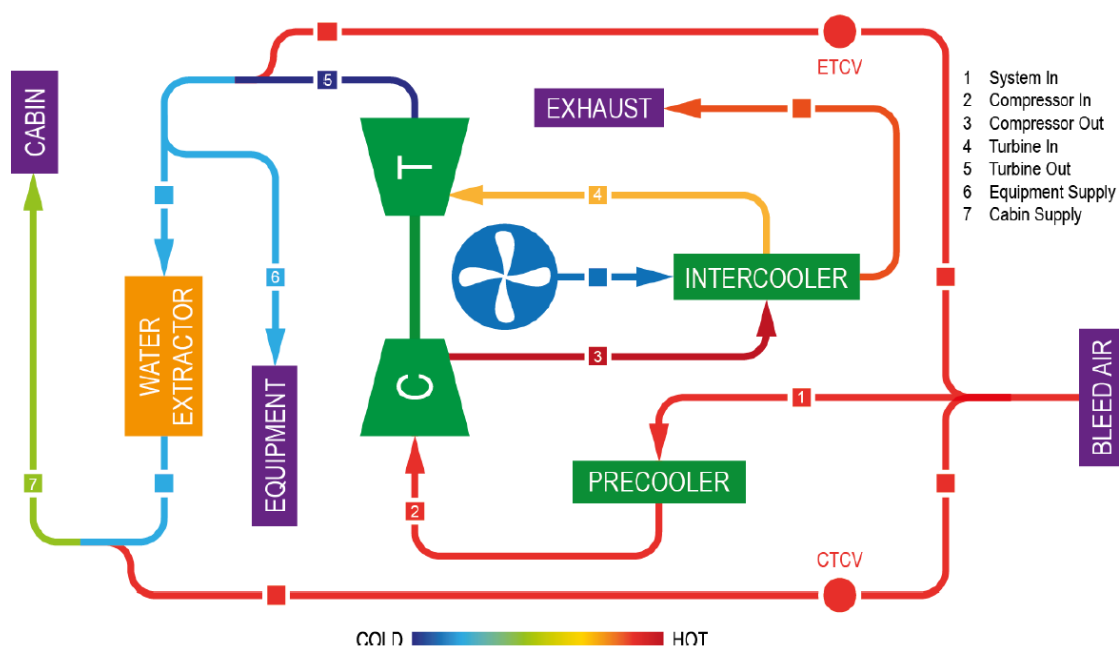 ETCV
1 System In
2 Compressor In
3 Compressor Out
4 Turbine In
5 Turbine Out
6 Equipment Supply
7 Cabin Supply
CABIN
5
T
EXHAUST
4
INTERCOOLER
6
WATER
EXTRACTOR
EQUIPMENT
C
3
1
BLEED AIR
PRECOOLER
7
2
CTCV
COLD
HOT